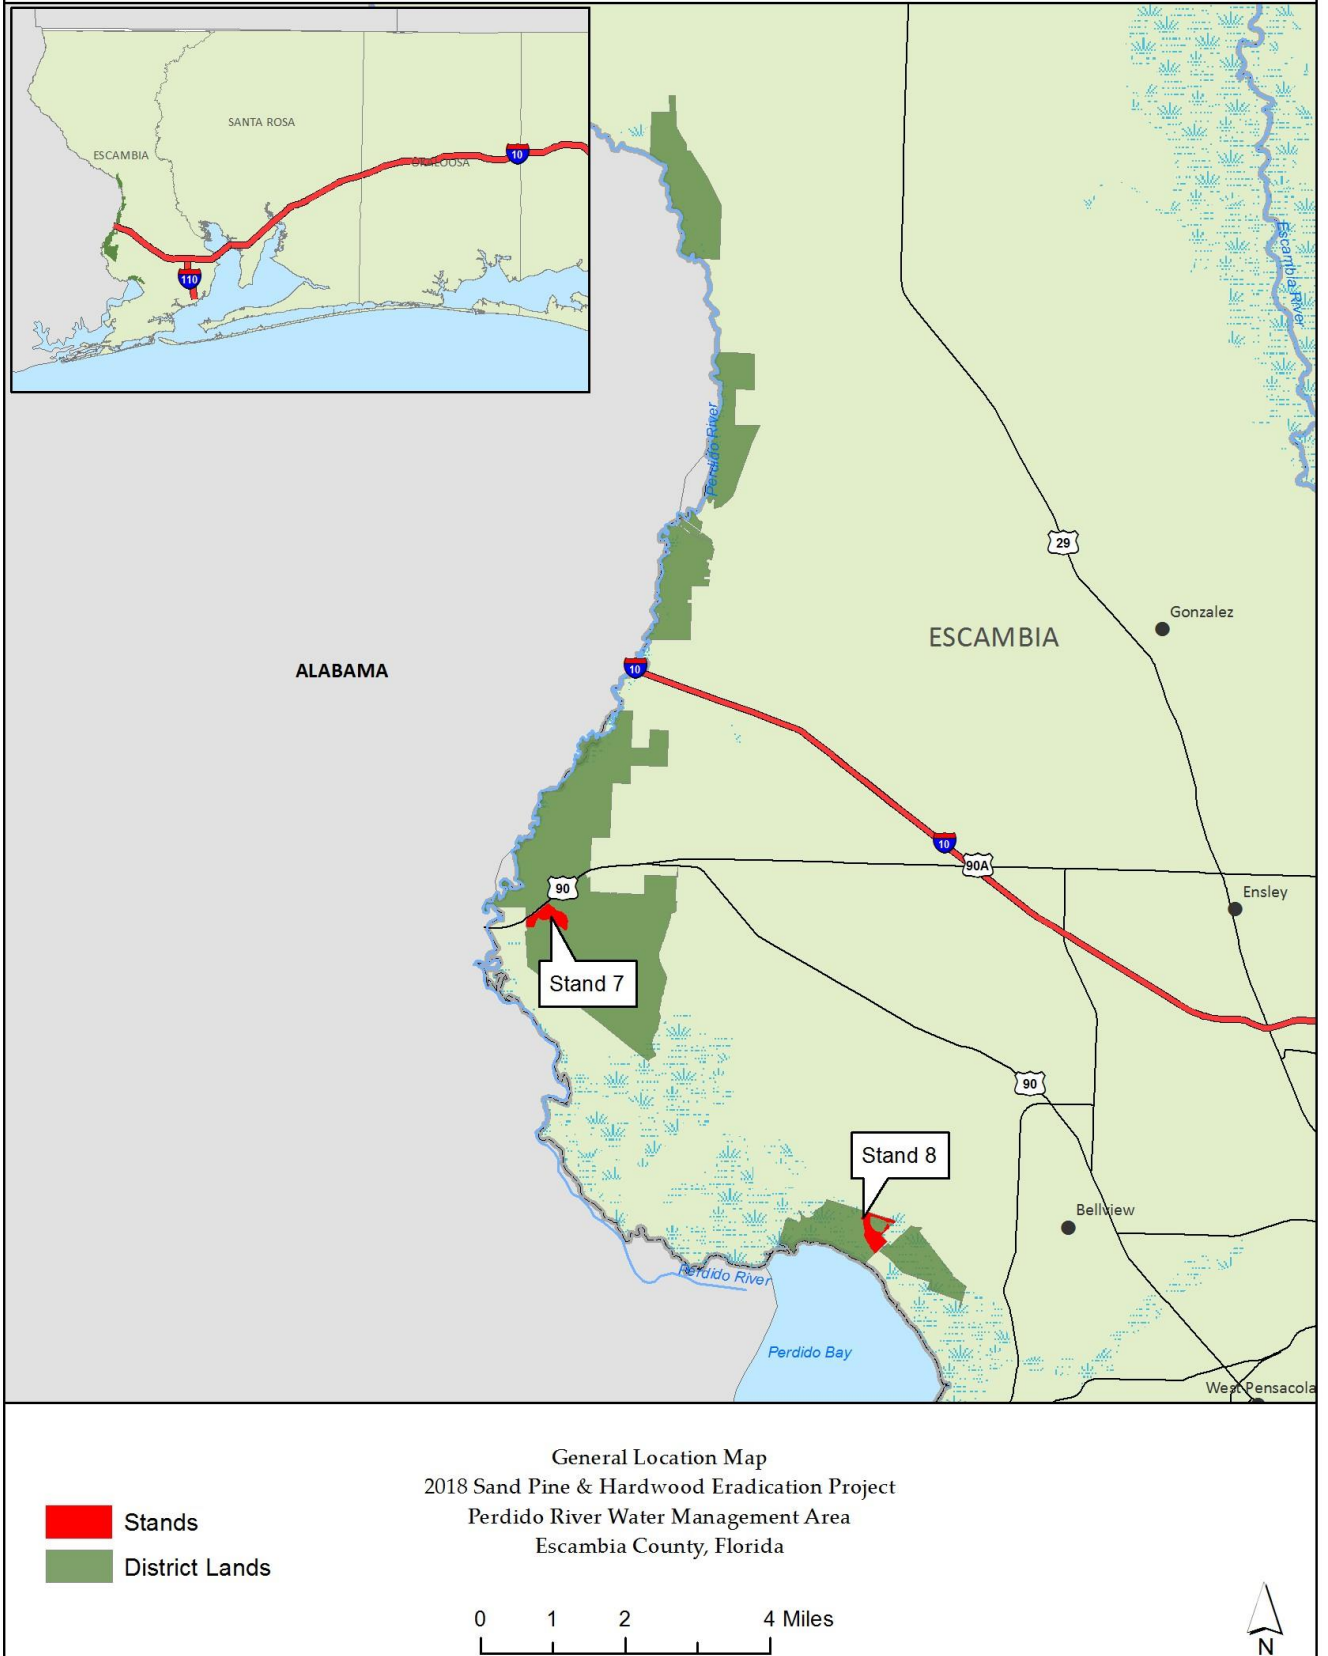 SANTA ROSA
ESCAMBIA
OKALOOSA
10
110
Escambia River
Perdido River
29
Gonzalez
ESCAMBIA
10
ALABAMA
10
90A
90
Ensley
Stand 7
90
Stand 8
Bellview
Perdido River
Perdido Bay
West Pensacola
General Location Map
2018 Sand Pine & Hardwood Eradication Project
Perdido River Water Management Area
Escambia County, Florida
Stands
District Lands
0 1 2 4 Miles
N